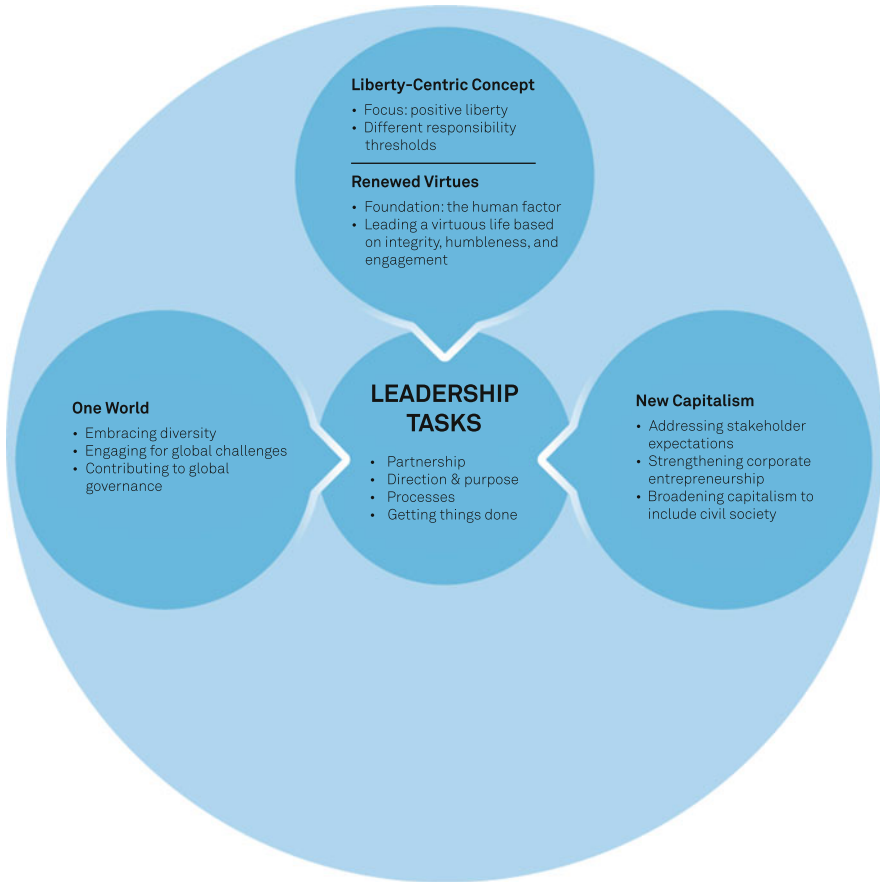 Liberty-Centric Concept
• Focus: positive liberty
• Different responsibility
thresholds
Renewed Virtues
• Foundation: the human factor
• Leading a virtuous life based
on integrity, humbleness, and
engagement
One World
• Embracing diversity
• Engaging for global challenges
• Contributing to global
governance
LEADERSHIP
TASKS
• Partnership
• Direction & purpose
• Processes
• Getting things done
New Capitalism
• Addressing stakeholder
expectations
• Strengthening corporate
entrepreneurship
• Broadening capitalism to
include civil society